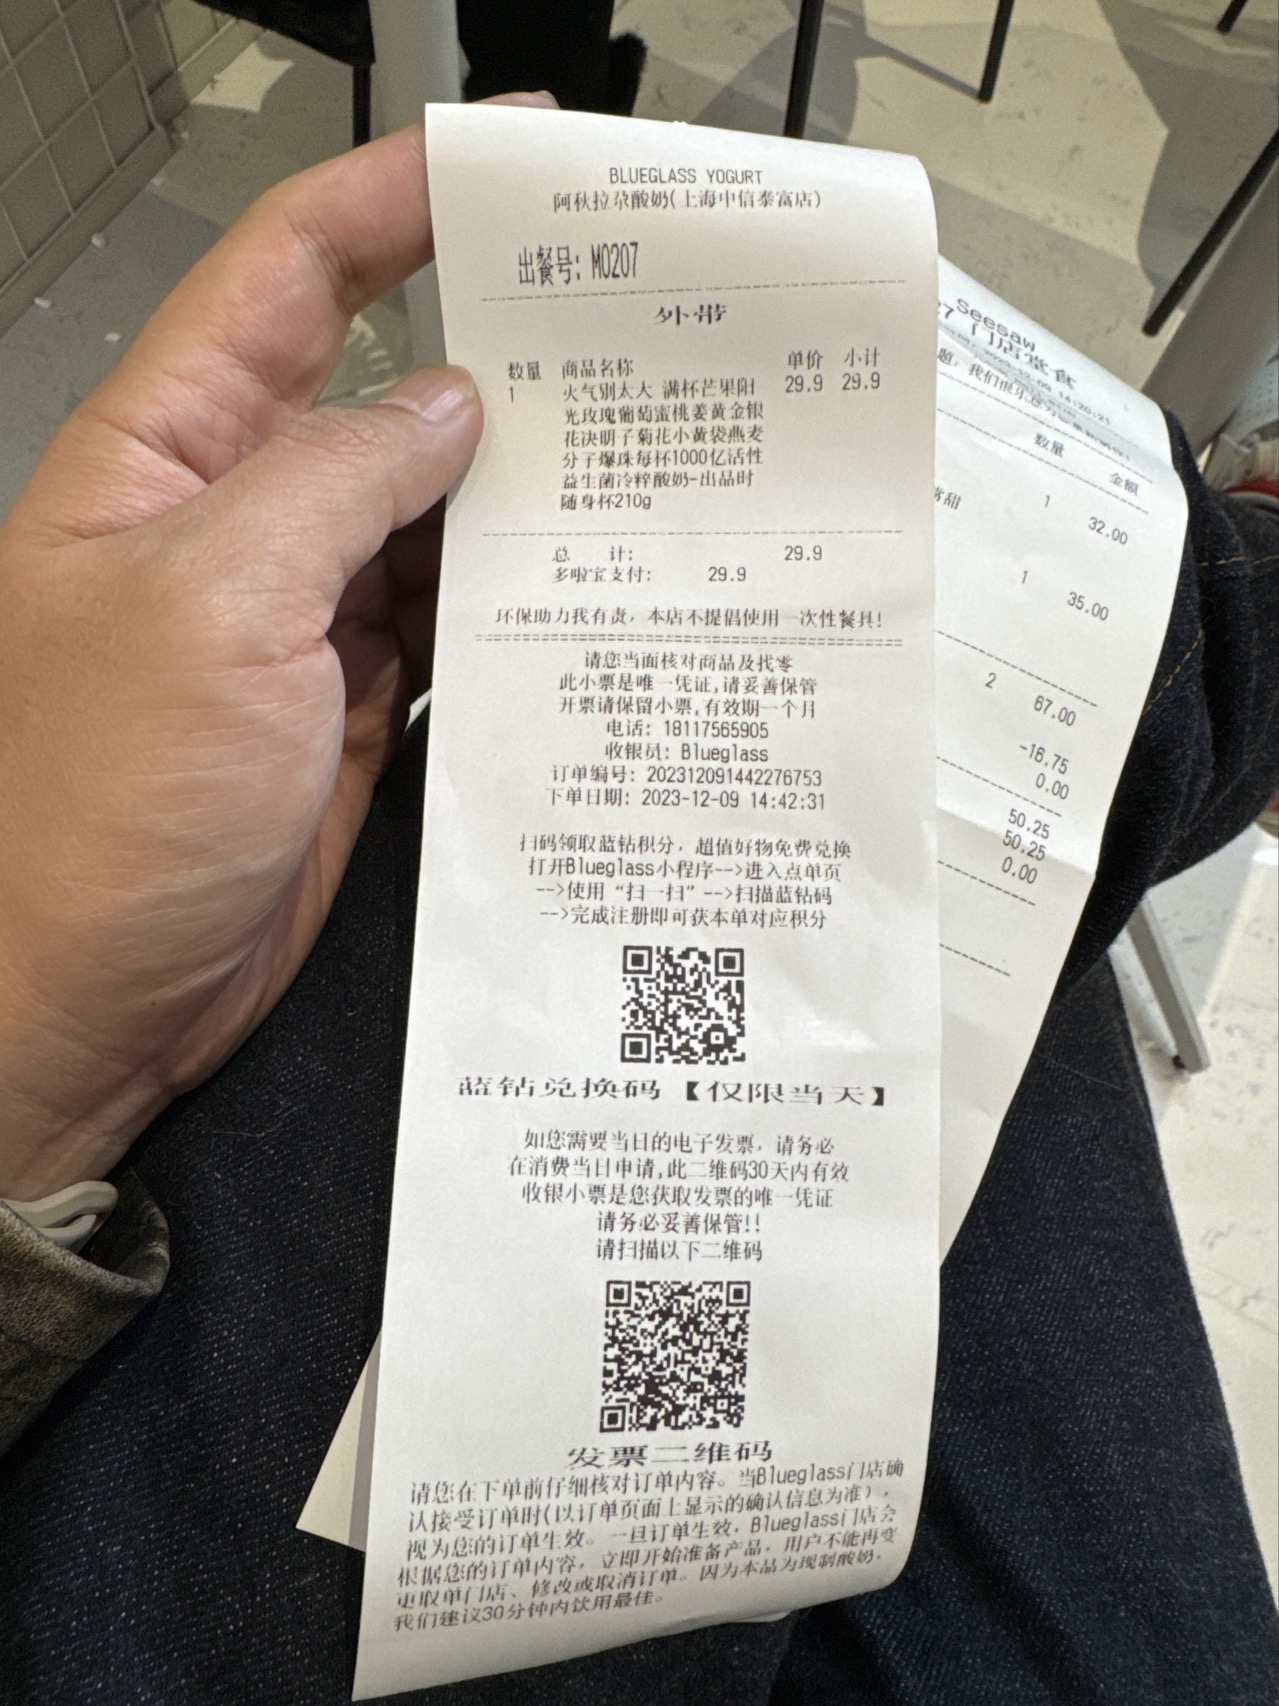 BLUEGLASS YOGURT
阿秋拉尕酸奶(上海中信泰富店)
出餐号: M0207
外带
数量 商品名称 单价 小计
1 火气别太大 满杯芒果阳 29.9 29.9
光玫瑰葡萄蜜桃姜黄金银
花决明子菊花小黄袋燕麦
分子爆珠每杯1000亿活性
益生菌冷粹酸奶-出品时
随身杯210g
总 计: 29.9
多啦宝支付: 29.9
环保助力我有责，本店不提倡使用一次性餐具!
请您当面核对商品及找零
此小票是唯一凭证,请妥善保管
开票请保留小票,有效期一个月
电话: 18117565905
收银员: Blueglass
订单编号: 202312091442276753
下单日期: 2023-12-09 14:42:31
扫码领取蓝钻积分，超值好物免费兑换
打开Blueglass小程序-->进入点单页
-->使用“扫一扫”-->扫描蓝钻码
-->完成注册即可获本单对应积分
蓝钻兑换码【仅限当天】
如您需要当日的电子发票，请务必
在消费当日申请,此二维码30天内有效
收银小票是您获取发票的唯一凭证
请务必妥善保管!!
请扫描以下二维码
发票二维码
请您在下单前仔细核对订单内容。当Blueglass门店确
认接受订单时(以订单页面上显示的确认信息为准)，
视为您的订单生效。一旦订单生效，Blueglass门店会
根据您的订单内容，立即开始准备产品，用户不能再变
更取单门店、修改或取消订单。因为本品为现制酸奶，
我们建议30分钟内饮用最佳。
Seesaw
27 门店堂食
14:20:21
题，我们很乐意为
数量 金额
1 32.00
1 35.00
2 67.00
-16.75
0.00
50.25
50.25
0.00